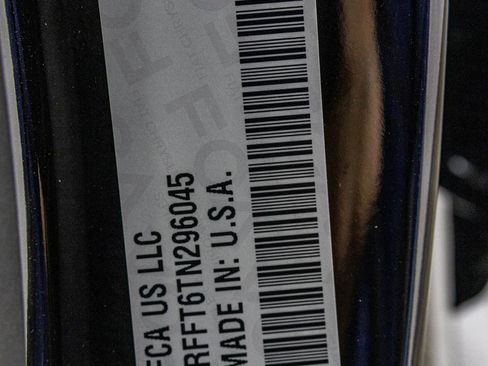 FCA US LLC
RFFT6TN296045
MADE IN: U.S.A.